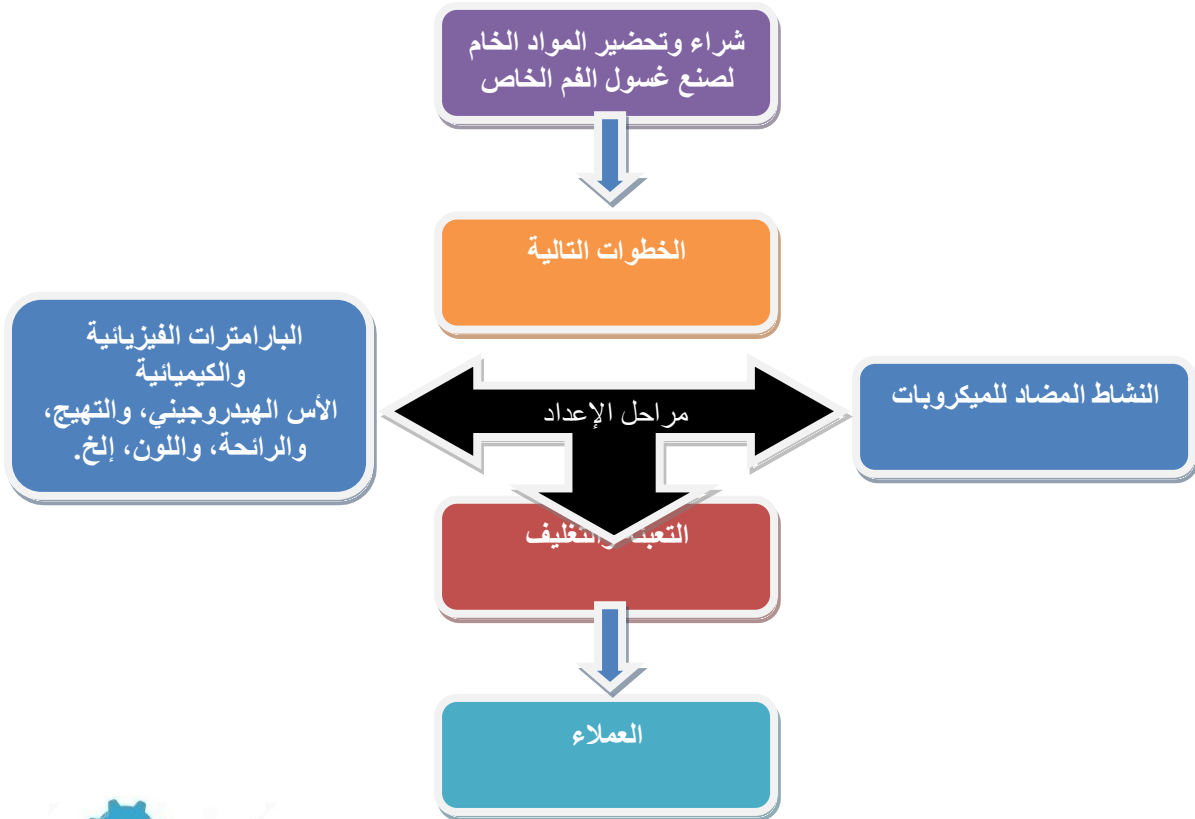 شراء وتحضير المواد الخام
لصنع غسول الفم الخاص
الخطوات التالية
البارامترات الفيزيائية
والكيميائية
الأس الهيدروجيني، والتهيج،
والرائحة، واللون، إلخ.
مراحل الإعداد
النشاط المضاد للميكروبات
والتغليف
العملاء